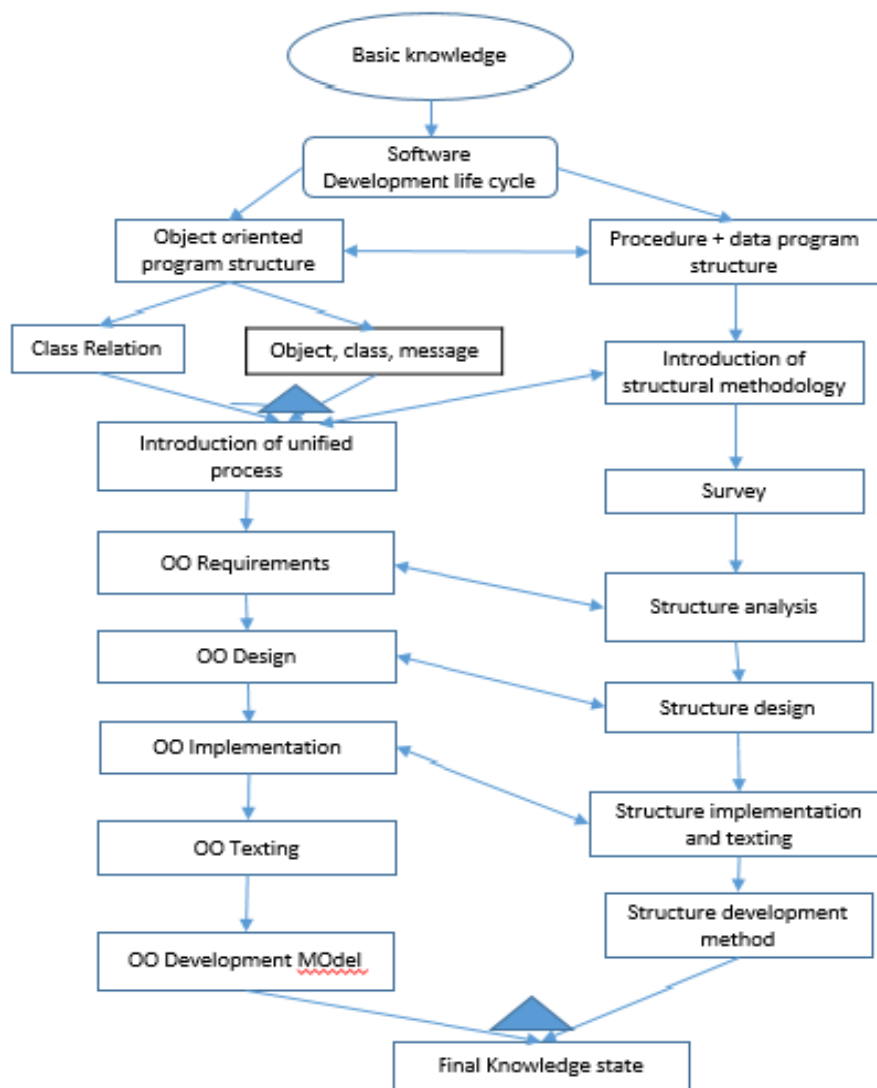 Basic knowledge
Software
Development life cycle
Object oriented
program structure
Procedure + data program
structure
Class Relation
Object, class, message
Introduction of
structural methodology
Introduction of unified
process
Survey
OO Requirements
Structure analysis
OO Design
Structure design
OO Implementation
Structure implementation
and texting
OO Texting
Structure development
method
OO Development MOdel
Final Knowledge state